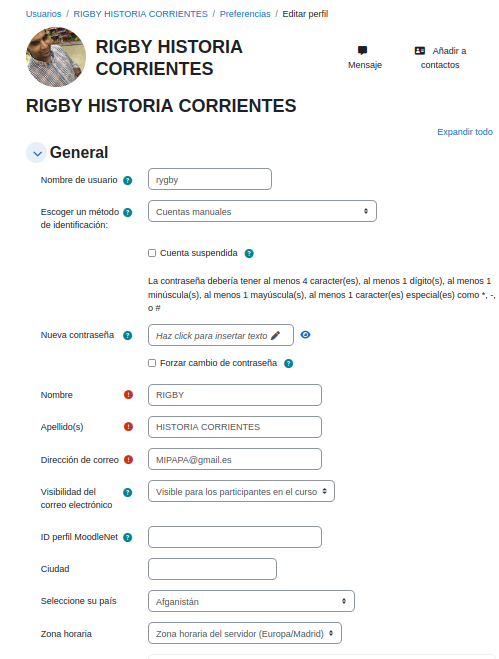 Usuarios / RIGBY HISTORIA CORRIENTES / Preferencias / Editar perfil
RIGBY HISTORIA
CORRIENTES
Mensaje
Añadir a
contactos
RIGBY HISTORIA CORRIENTES
Expandir todo
General
Nombre de usuario
rygby
Escoger un método
de identificación:
Cuentas manuales
Cuenta suspendida
La contraseña debería tener al menos 4 caracter(es), al menos 1 dígito(s), al menos 1
minúscula(s), al menos 1 mayúscula(s), al menos 1 caracter(es) especial(es) como *, -,
o #
Nueva contraseña
Haz click para insertar texto
Forzar cambio de contraseña
Nombre
RIGBY
Apellido(s)
HISTORIA CORRIENTES
Dirección de correo
MIPAPA@gmail.es
Visibilidad del
correo electrónico
Visible para los participantes en el curso
ID perfil MoodleNet
Ciudad
Seleccione su país
Afganistán
Zona horaria
Zona horaria del servidor (Europa/Madrid)